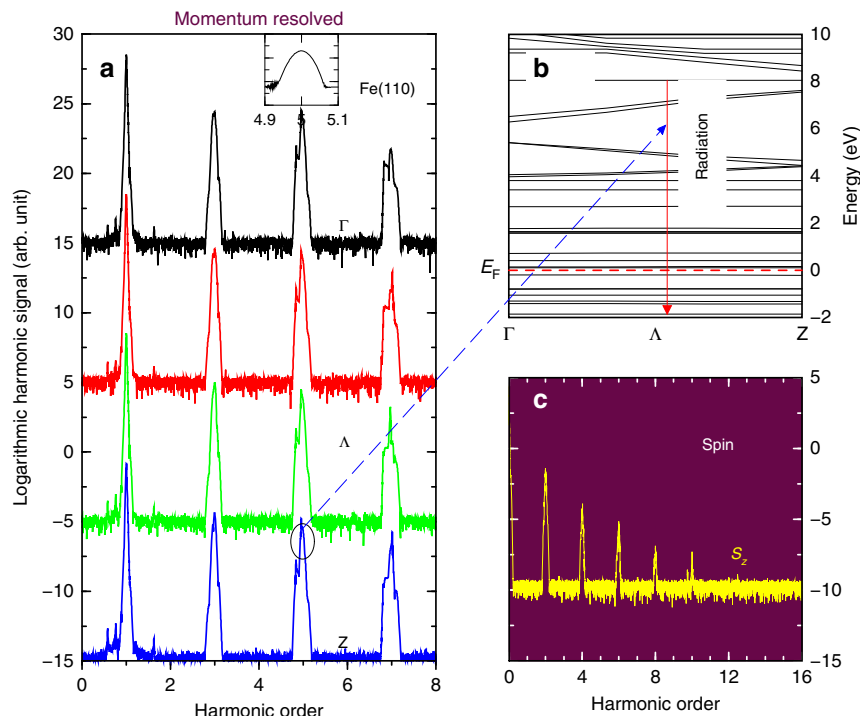 Momentum resolved
a
Logarithmic harmonic signal (arb. unit)
30
25
20
15
10
5
0
−5
−10
−15
Fe(110)
4.9 5 5.1
Γ
Λ
Z
0 2 4 6 8
Harmonic order
b
Radiation
E_F
10
8
6
4
2
0
−2
Energy (eV)
Γ Λ Z
c
Spin
S_z
5
0
−5
−10
−15
0 4 8 12 16
Harmonic order